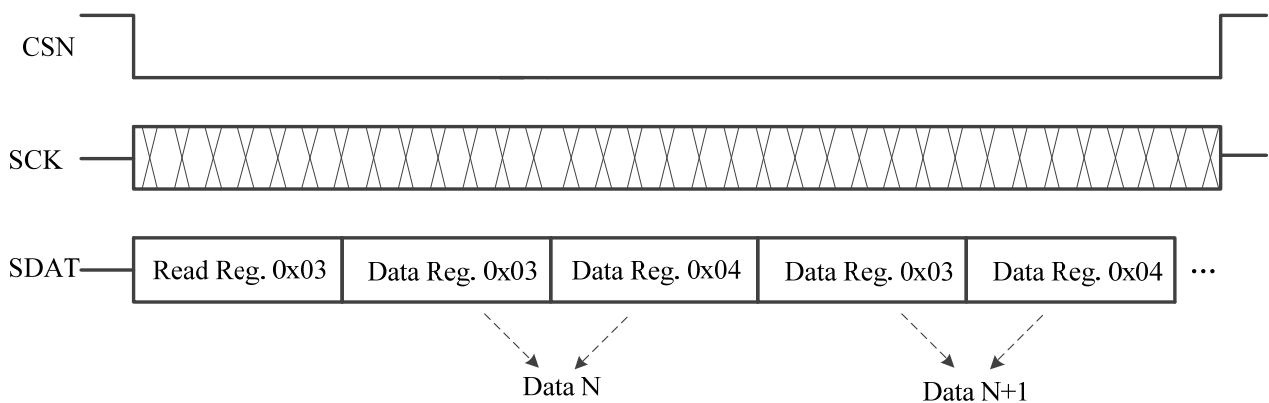 CSN
SCK
SDAT
Read Reg. 0x03
Data Reg. 0x03
Data Reg. 0x04
Data Reg. 0x03
Data Reg. 0x04
...
Data N
Data N+1